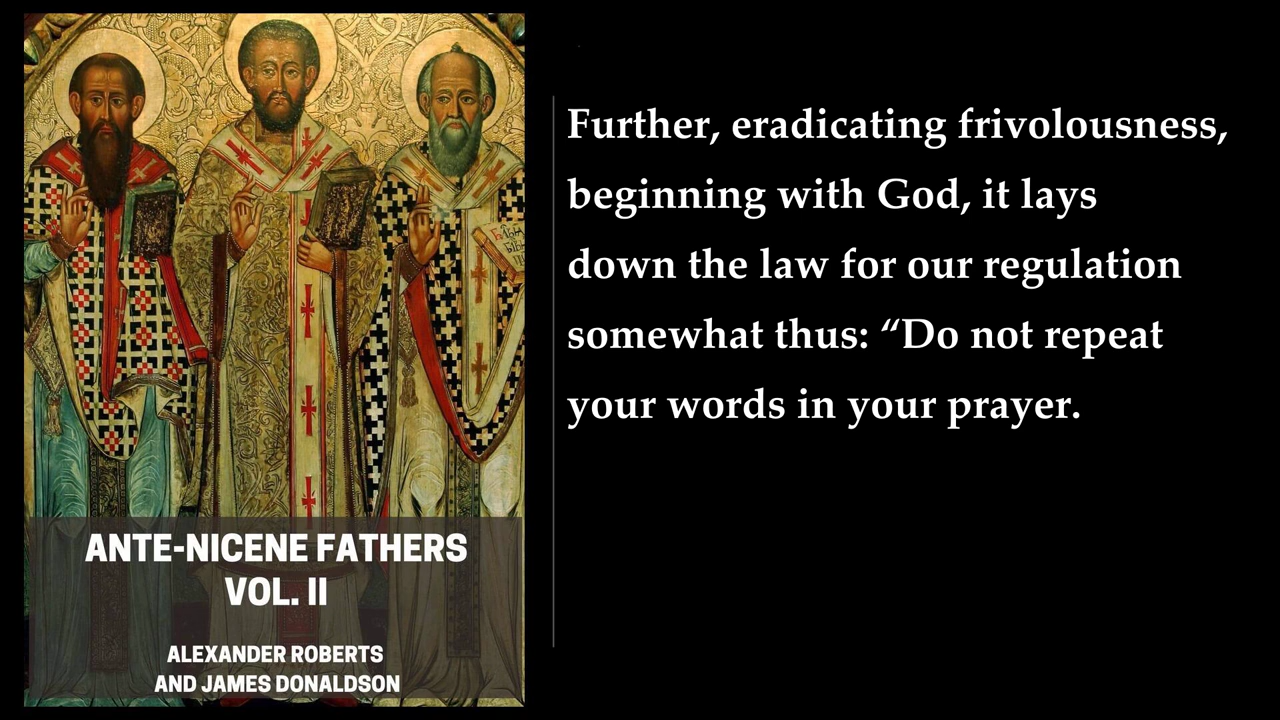 Further, eradicating frivolousness,
beginning with God, it lays
down the law for our regulation
somewhat thus: “Do not repeat
your words in your prayer.
ANTE-NICENE FATHERS
VOL. II
ALEXANDER ROBERTS
AND JAMES DONALDSON